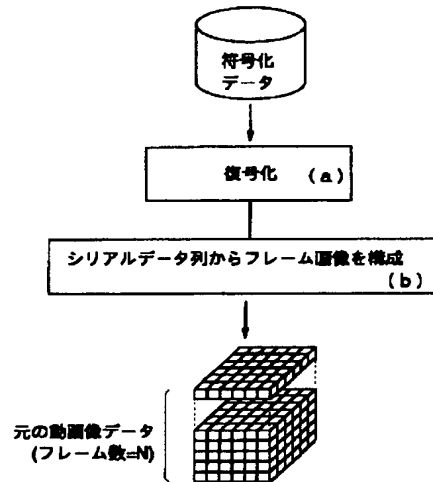 符号化
データ
復号化 (a)
シリアルデータ列からフレーム画像を構成
(b)
元の動画像データ
(フレーム数=N)